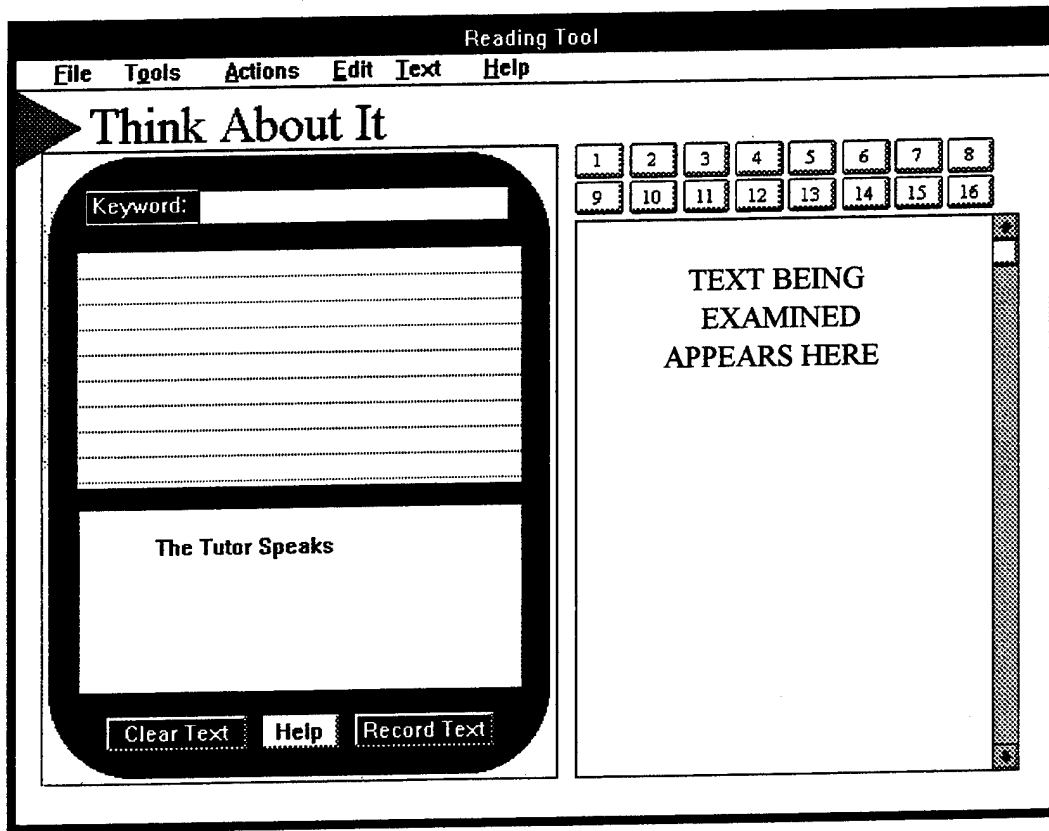 Reading Tool
File Tools Actions Edit Text Help
Think About It
Keyword:
The Tutor Speaks
Clear Text Help Record Text
1 2 3 4 5 6 7 8
9 10 11 12 13 14 15 16
TEXT BEING
EXAMINED
APPEARS HERE